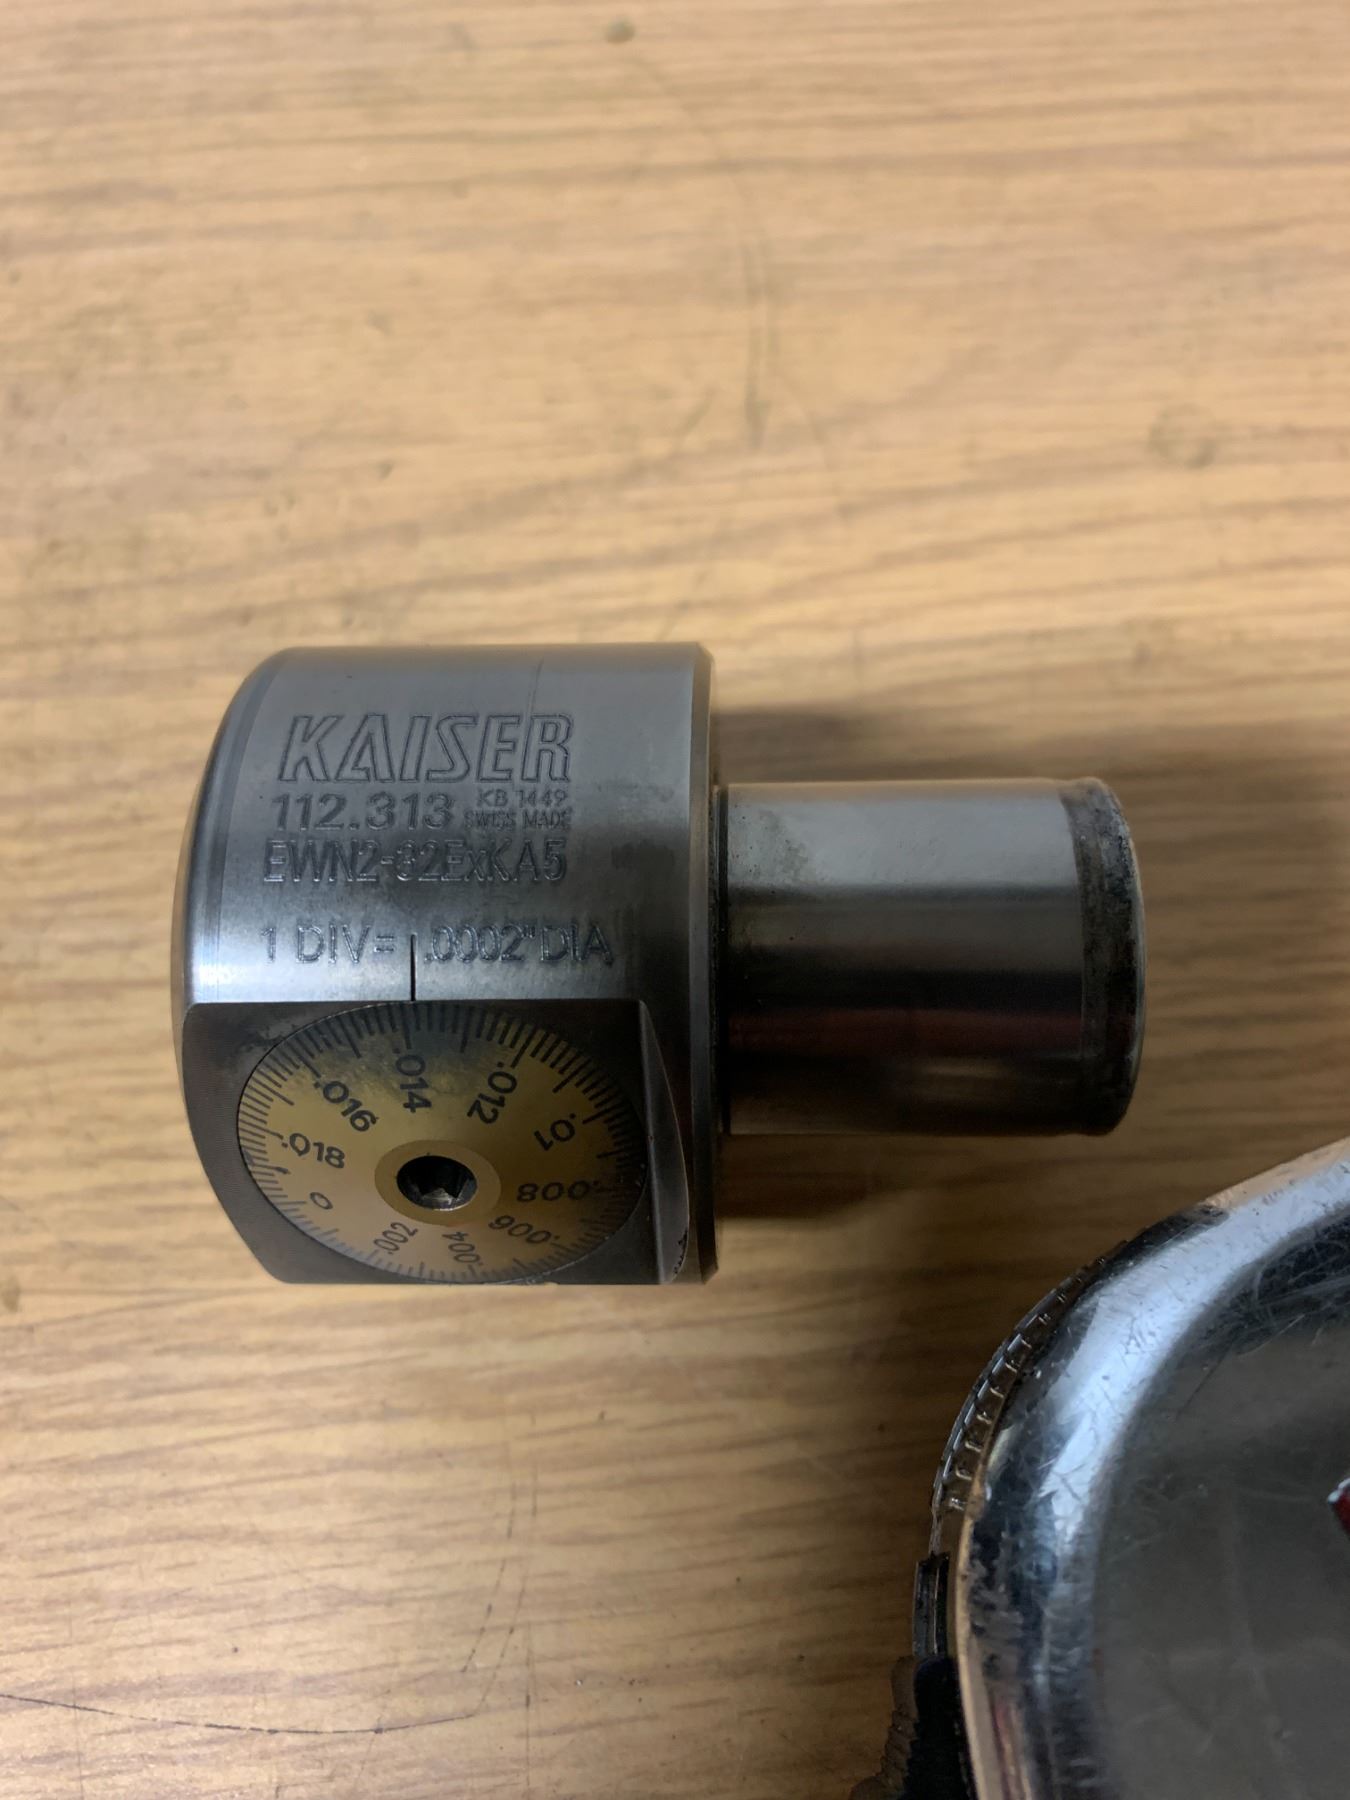 KAISER
112.313 KB 1449
SWISS MADE
EWN2-32ExKA5
1 DIV= .0002"DIA
.014
.012
.01
.008
.006
.004
.002
0
.018
.016